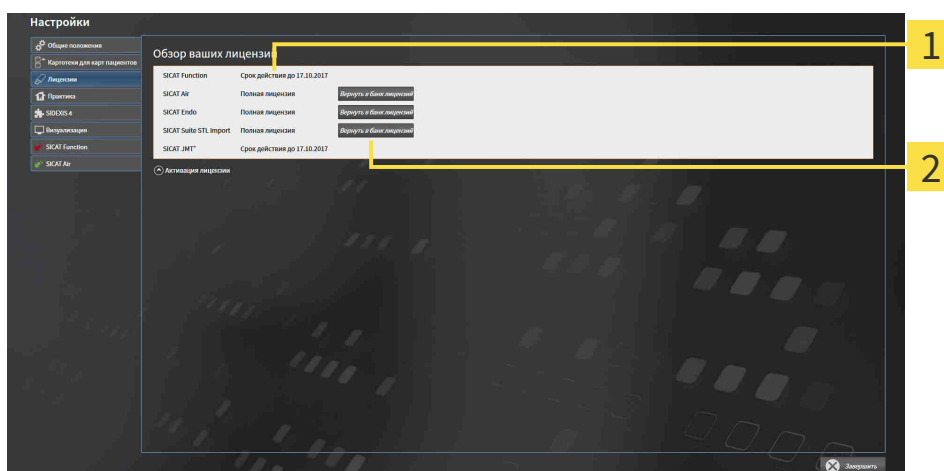 Настройки
Общие положения
Картотеки для карт пациентов
Лицензии
Практика
SIDEXIS 4
Визуализация
SICAT Function
SICAT Air
Обзор ваших лицензии
SICAT Function Срок действия до 17.10.2017
SICAT Air Полная лицензия Вернуть в банк лицензий
SICAT Endo Полная лицензия Вернуть в банк лицензий
SICAT Suite STL Import Полная лицензия Вернуть в банк лицензий
SICAT JMT+ Срок действия до 17.10.2017
Активация лицензии
Завершить
1
2